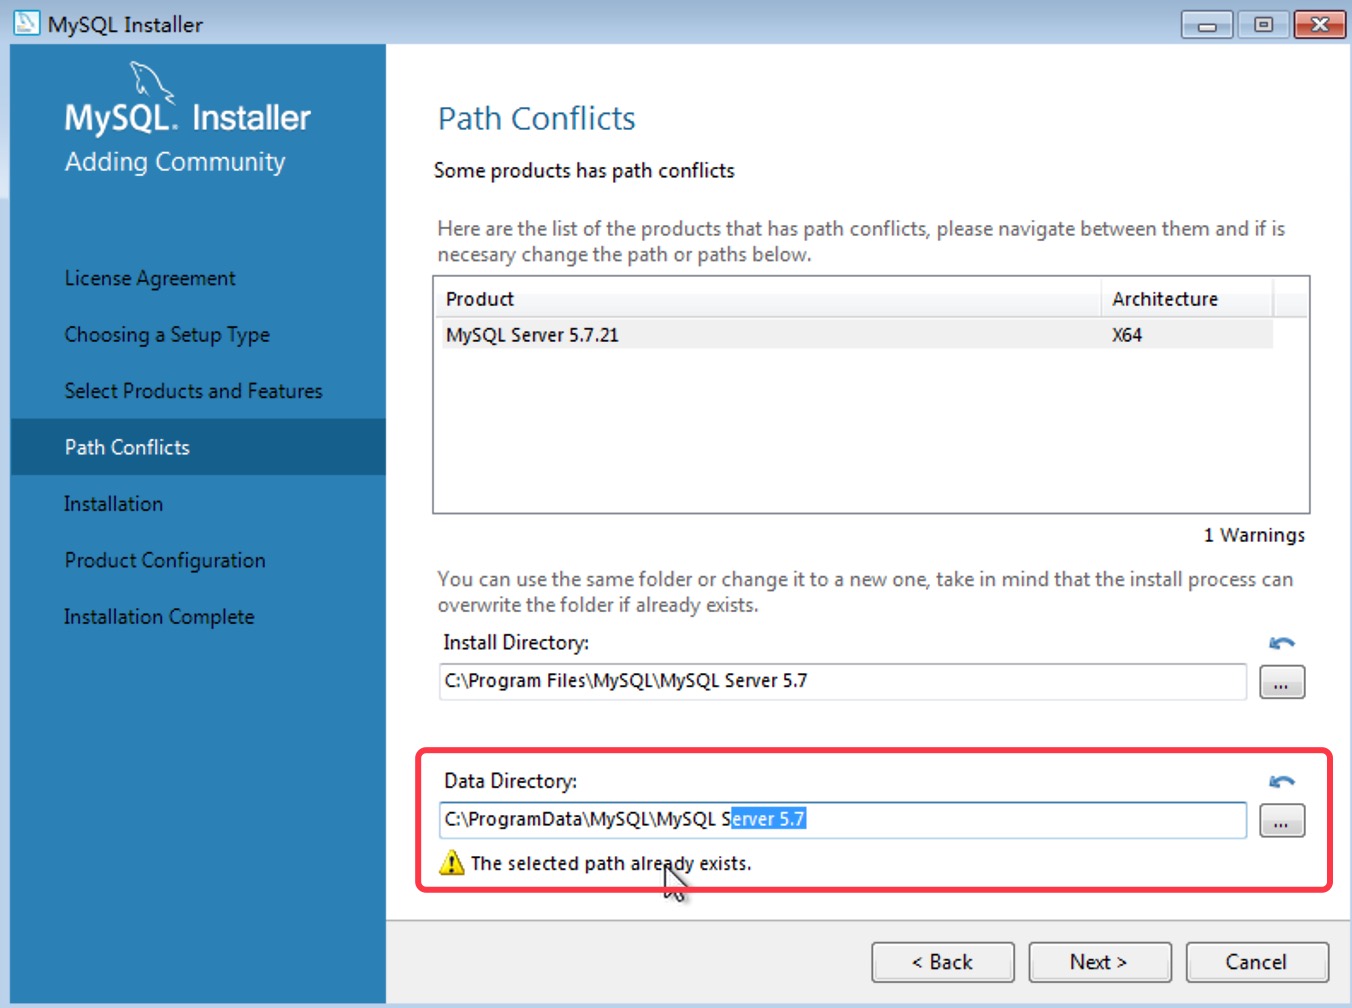 MySQL Installer
MySQL. Installer
Adding Community
License Agreement
Choosing a Setup Type
Select Products and Features
Path Conflicts
Installation
Product Configuration
Installation Complete
Path Conflicts
Some products has path conflicts
Here are the list of the products that has path conflicts, please navigate between them and if is
necesary change the path or paths below.
Product Architecture
MySQL Server 5.7.21 X64
1 Warnings
You can use the same folder or change it to a new one, take in mind that the install process can
overwrite the folder if already exists.
Install Directory:
C:\Program Files\MySQL\MySQL Server 5.7
...
Data Directory:
C:\ProgramData\MySQL\MySQL Server 5.7
...
The selected path already exists.
< Back Next > Cancel